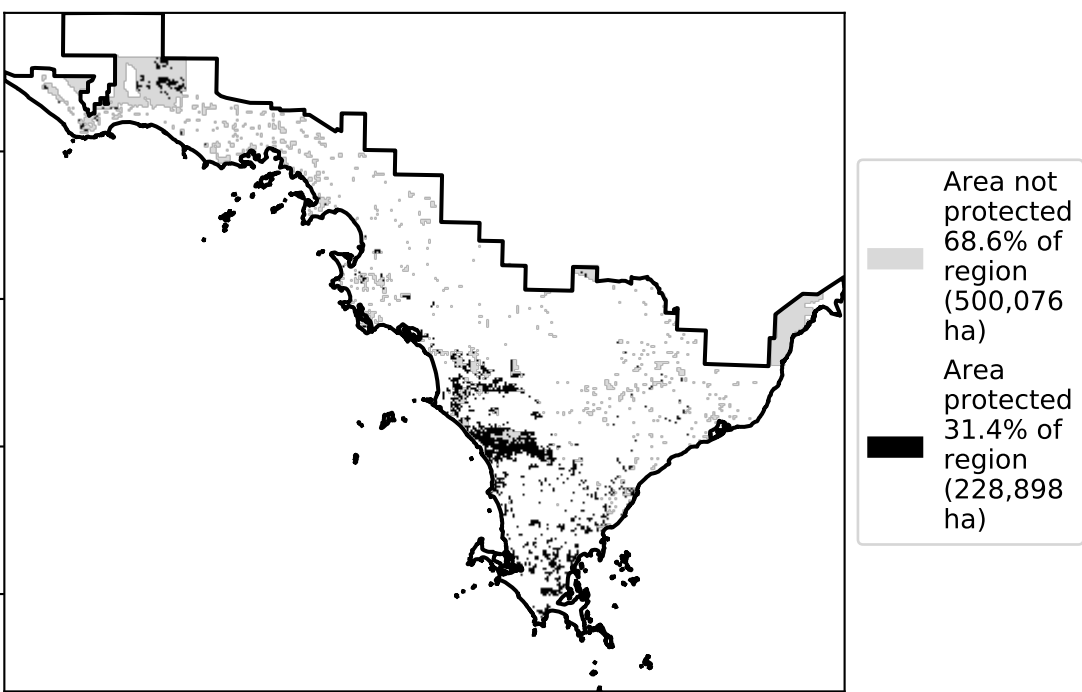 Area not
protected
68.6% of
region
(500,076
ha)
Area
protected
31.4% of
region
(228,898
ha)